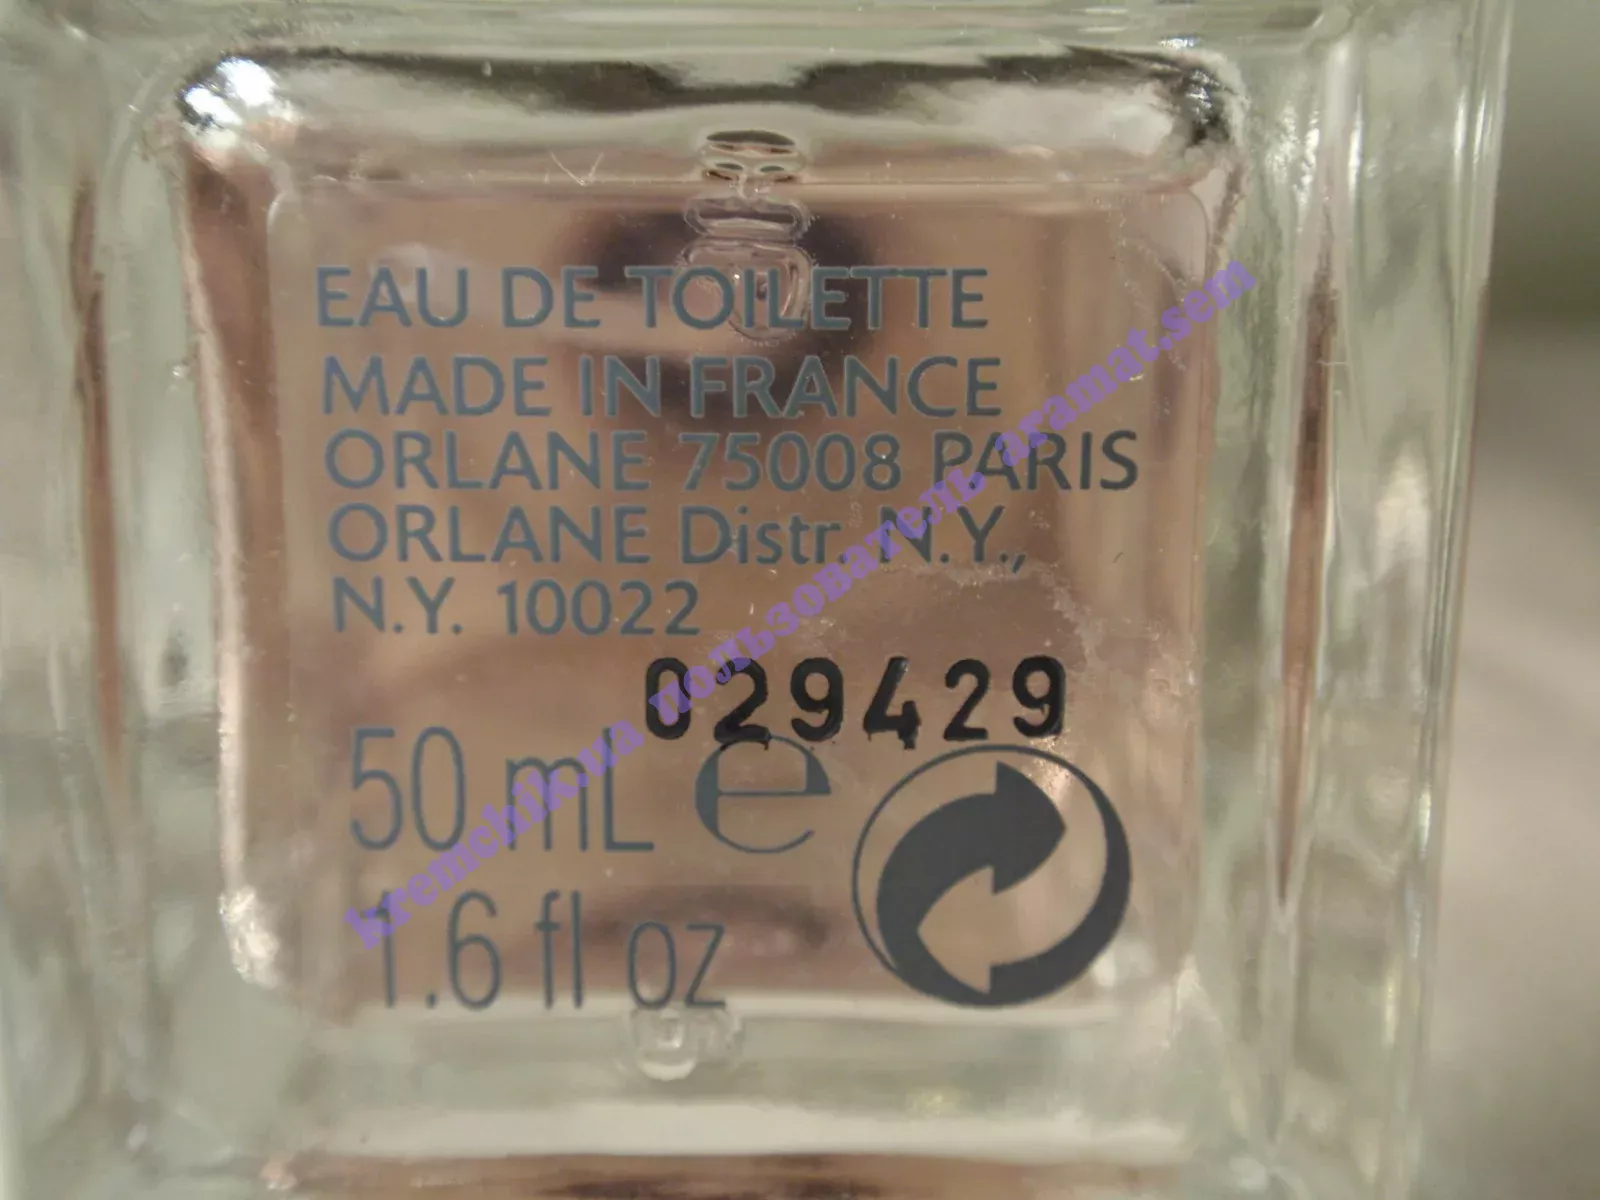 EAU DE TOILETTE
MADE IN FRANCE
ORLANE 75008 PARIS
ORLANE Distr. N.Y.,
N.Y. 10022
029429
50 mL e
1.6 fl oz
kremchik.ua пользователь aramat.sem